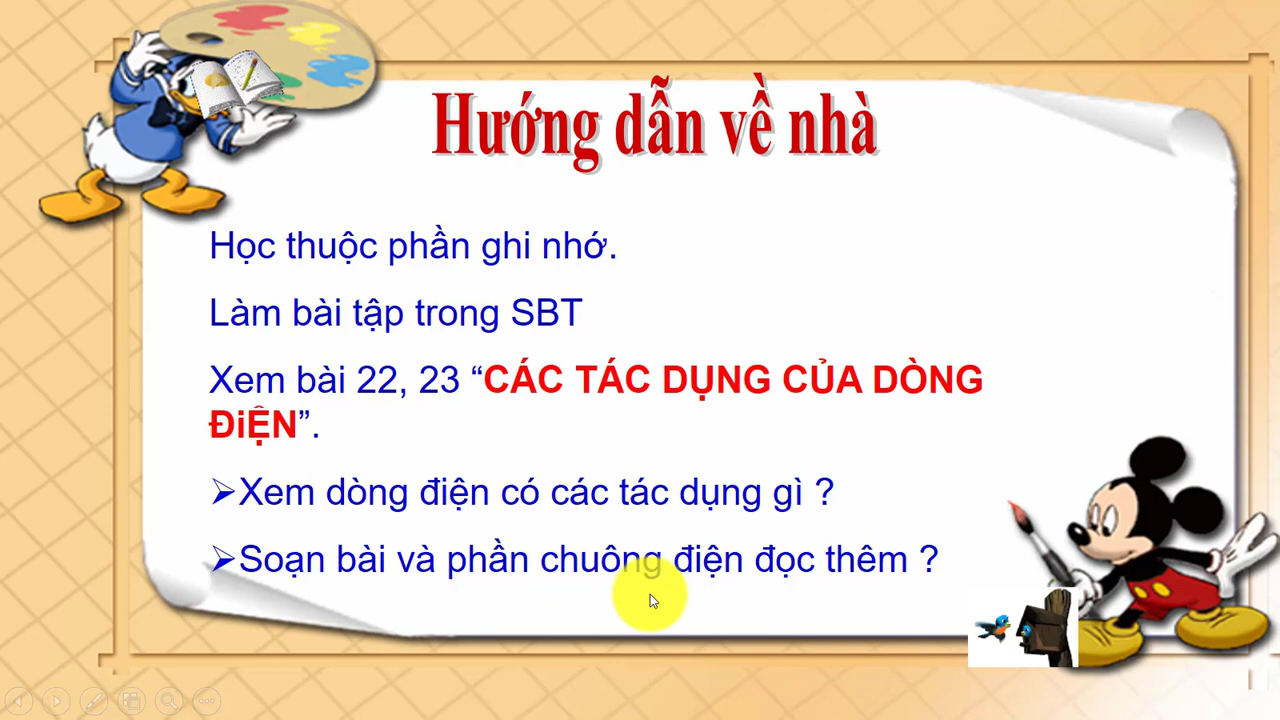 Hướng dẫn về nhà
Học thuộc phần ghi nhớ.
Làm bài tập trong SBT
Xem bài 22, 23 “CÁC TÁC DỤNG CỦA DÒNG
ĐiỆN”.
➢Xem dòng điện có các tác dụng gì ?
➢Soạn bài và phần chuông điện đọc thêm ?